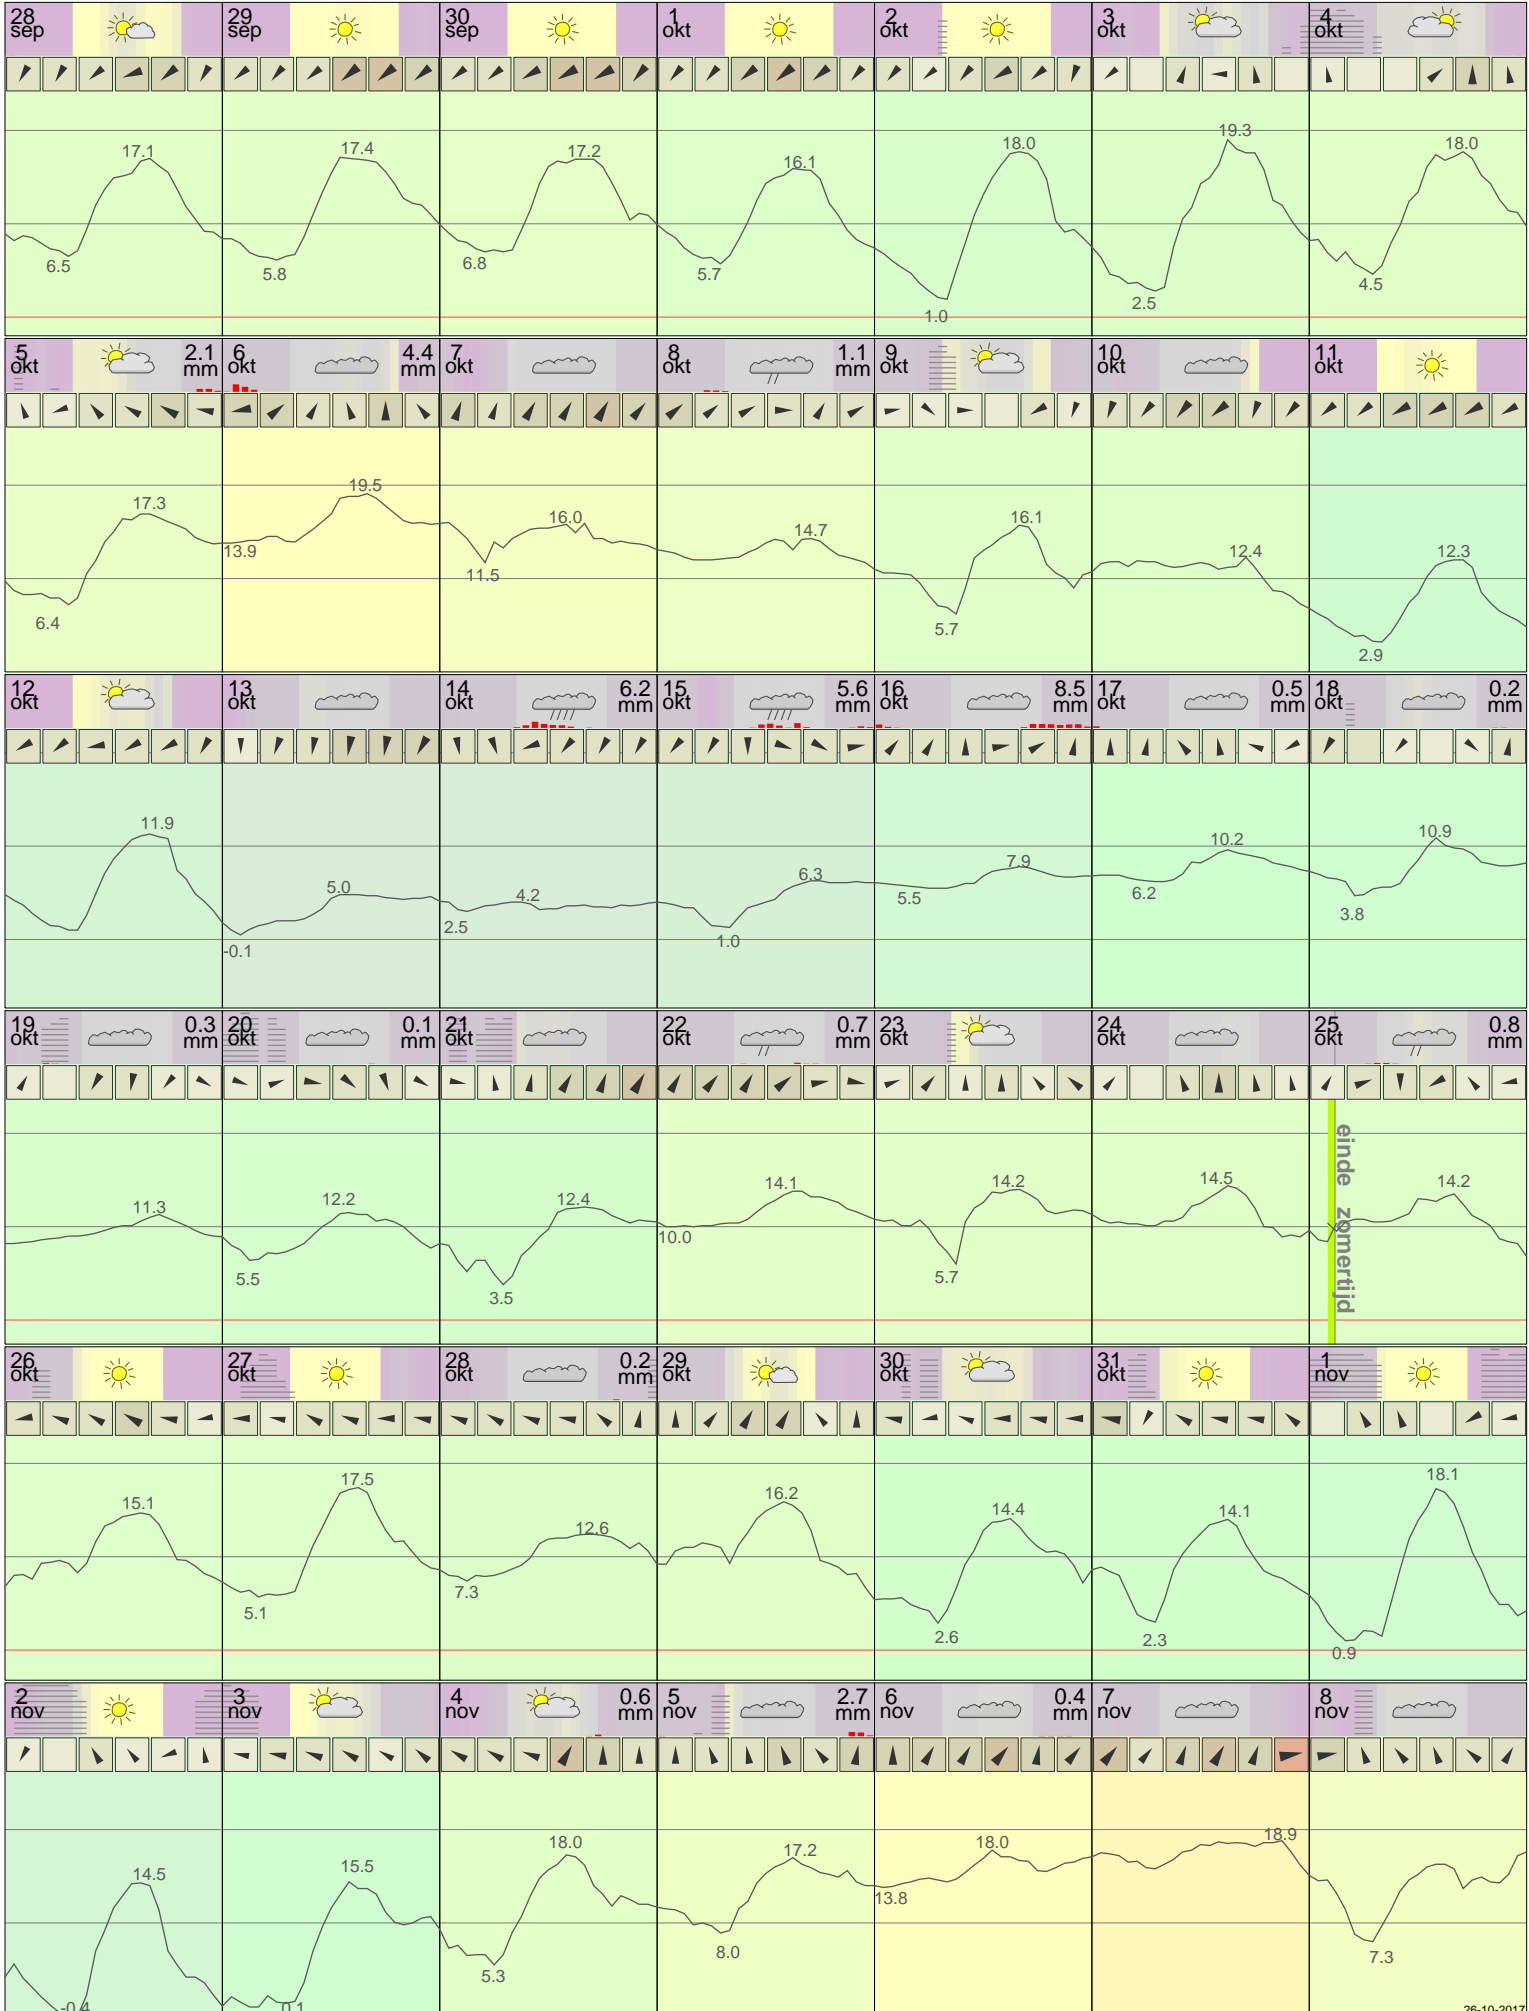 28 sep
29 sep
30 sep
1 okt
2 okt
3 okt
4 okt
17.1
17.4
17.2
16.1
18.0
19.3
18.0
6.5
5.8
6.8
5.7
1.0
2.5
4.5
5 okt 2.1 mm
6 okt 4.4 mm
7 okt
8 okt 1.1 mm
9 okt
10 okt
11 okt
17.3
19.5
16.0
14.7
16.1
12.4
12.3
6.4
13.9
11.5
5.7
2.9
12 okt
13 okt
14 okt 6.2 mm
15 okt 5.6 mm
16 okt 8.5 mm
17 okt 0.5 mm
18 okt 0.2 mm
11.9
5.0
4.2
6.3
7.9
10.2
10.9
-0.1
2.5
1.0
5.5
6.2
3.8
19 okt 0.3 mm
20 okt 0.1 mm
21 okt
22 okt 0.7 mm
23 okt
24 okt
25 okt 0.8 mm
11.3
12.2
12.4
14.1
14.2
14.5
14.2
5.5
3.5
10.0
5.7
einde zomertijd
26 okt
27 okt
28 okt 0.2 mm
29 okt
30 okt
31 okt
1 nov
15.1
17.5
12.6
16.2
14.4
14.1
18.1
5.1
7.3
2.6
2.3
0.9
2 nov
3 nov
4 nov 0.6 mm
5 nov 2.7 mm
6 nov 0.4 mm
7 nov
8 nov
14.5
15.5
18.0
17.2
18.0
18.9
-0.4
0.1
5.3
8.0
13.8
7.3
26-10-2017